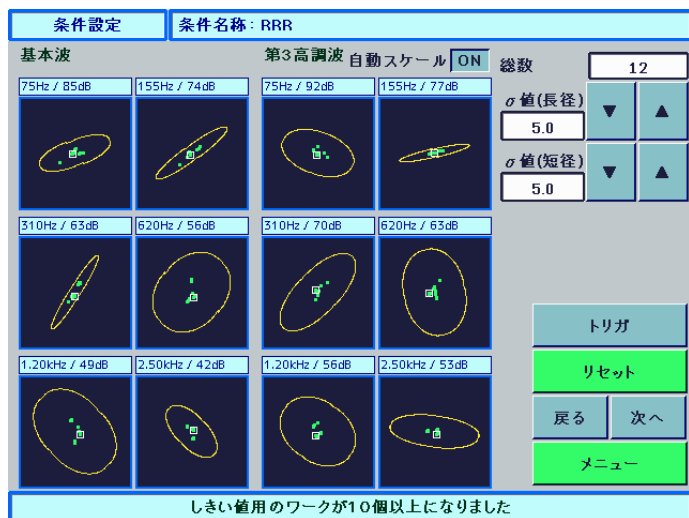 条件設定
条件名称：RRR
基本波
第3高調波
自動スケール ON
総数
12
75Hz / 85dB
155Hz / 74dB
75Hz / 92dB
155Hz / 77dB
σ値(長径)
5.0
▼
▲
σ値(短径)
5.0
▼
▲
310Hz / 63dB
620Hz / 56dB
310Hz / 70dB
620Hz / 63dB
トリガ
1.20kHz / 49dB
2.50kHz / 42dB
1.20kHz / 56dB
2.50kHz / 53dB
リセット
戻る
次へ
メニュー
しきい値用のワークが10個以上になりました